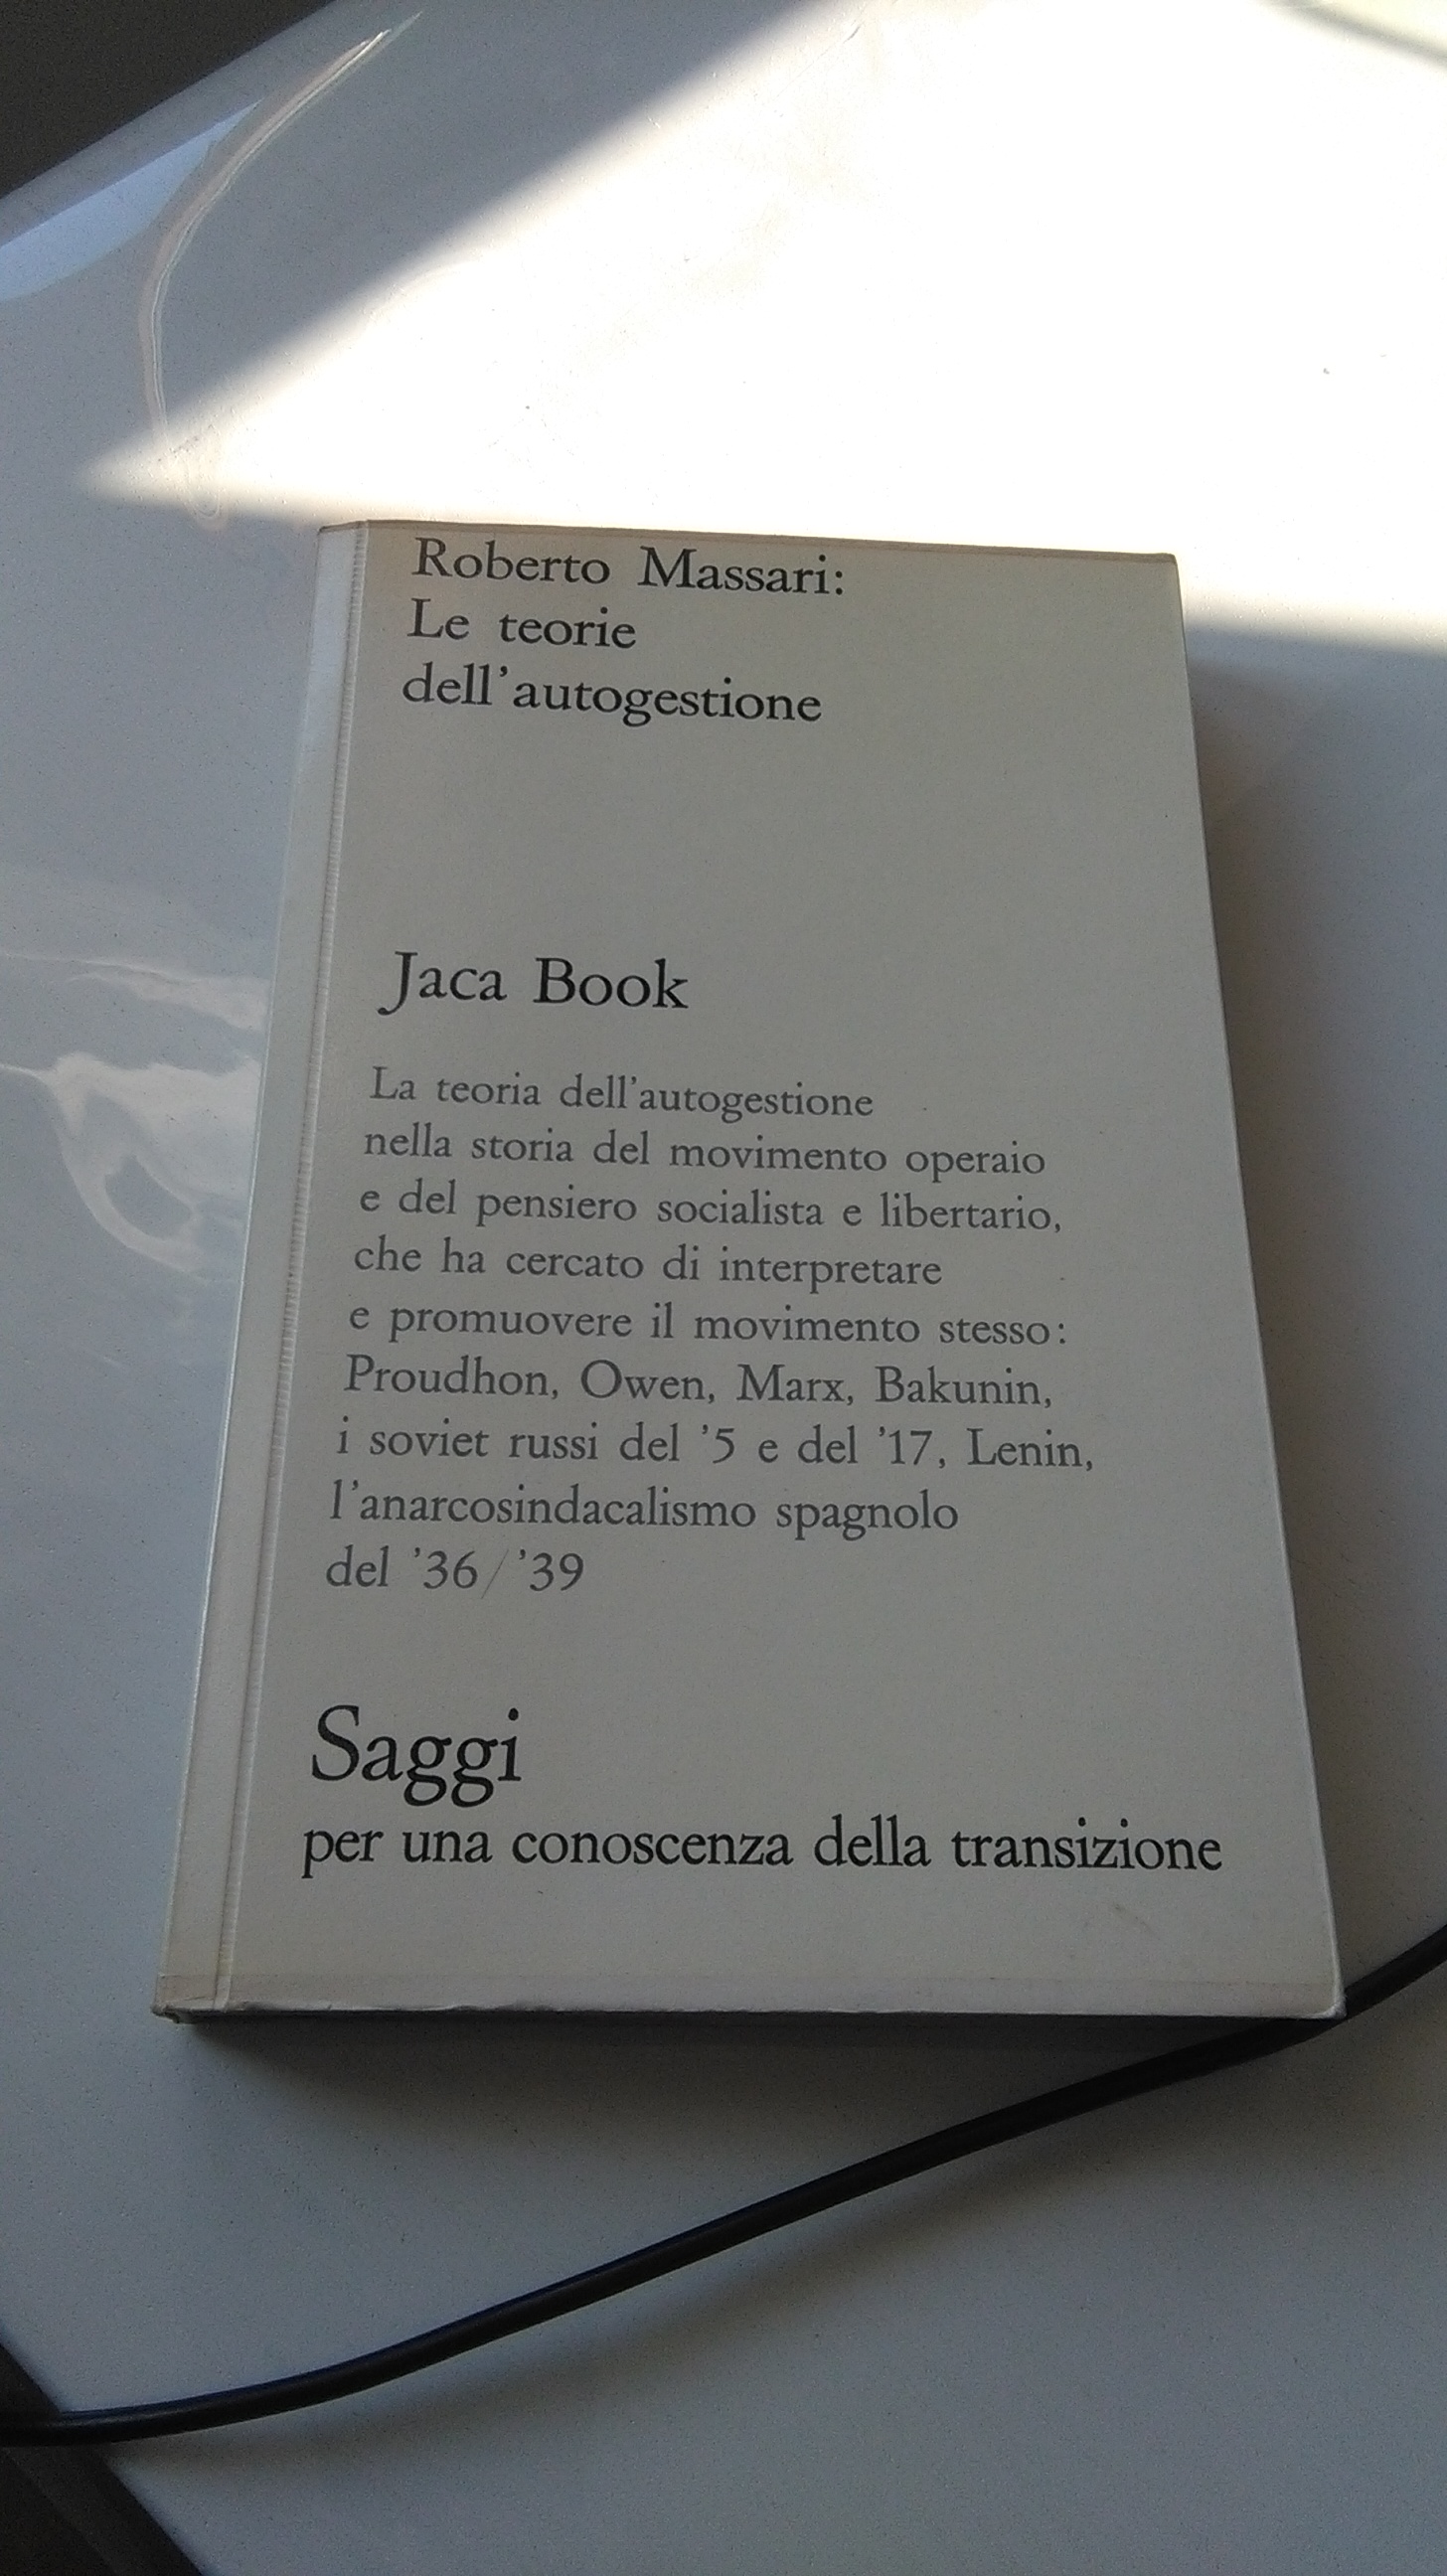 Roberto Massari:
Le teorie
dell'autogestione
Jaca Book
La teoria dell'autogestione
nella storia del movimento operaio
e del pensiero socialista e libertario,
che ha cercato di interpretare
e promuovere il movimento stesso:
Proudhon, Owen, Marx, Bakunin,
i soviet russi del '5 e del '17, Lenin,
l'anarcosindacalismo spagnolo
del '36/'39
Saggi
per una conoscenza della transizione